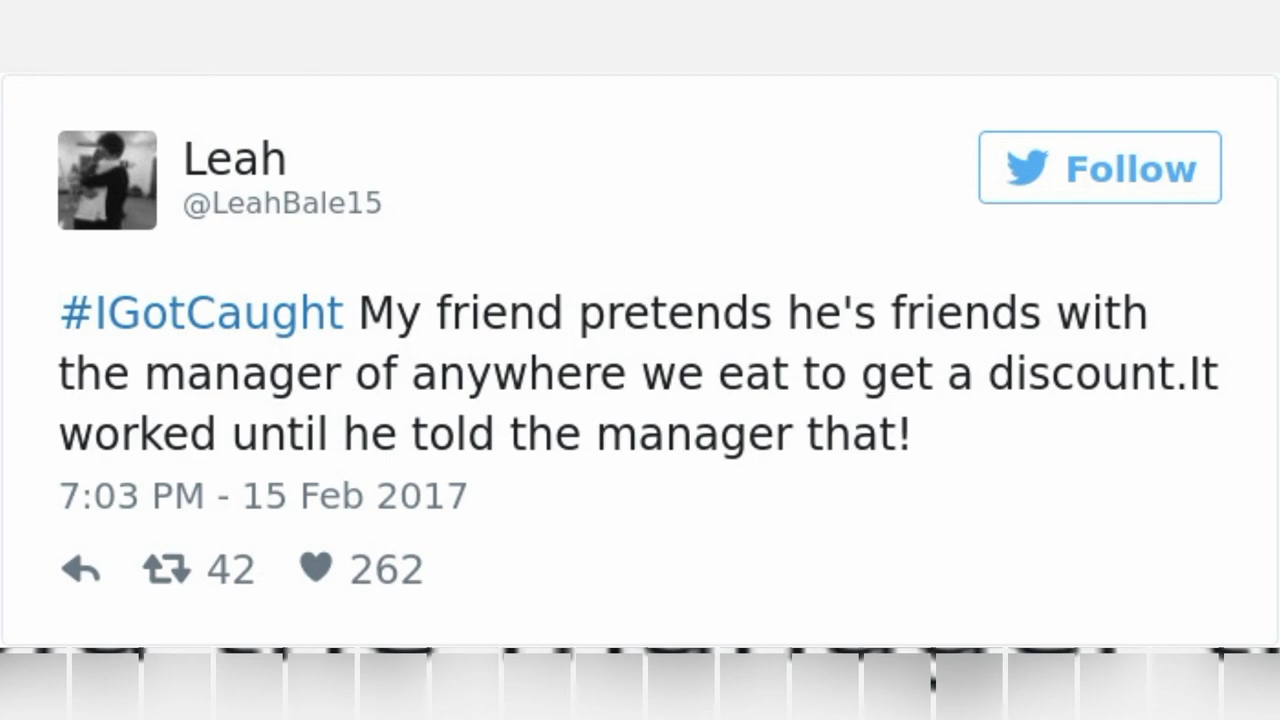 Leah
@LeahBale15
Follow
#IGotCaught My friend pretends he's friends with
the manager of anywhere we eat to get a discount.It
worked until he told the manager that!
7:03 PM - 15 Feb 2017
42 262